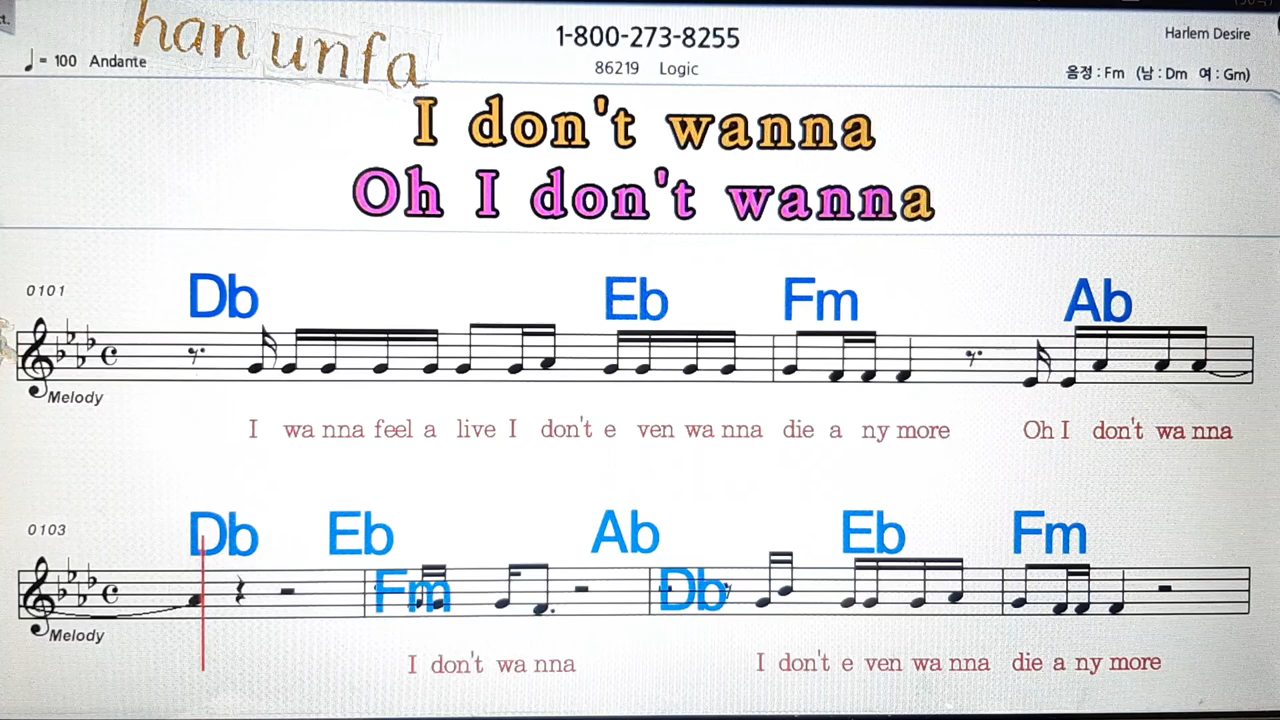 t.
han unfa
1-800-273-8255
Harlem Desire
♩= 100 Andante
86219 Logic
음정 : Fm (남 : Dm 여 : Gm)
I don't wanna
Oh I don't wanna
0101
Db Eb Fm Ab
Melody
I wa nna feel a live I don't e ven wa nna die a ny more Oh I don't wa nna
0103
Db Eb Ab Eb Fm
Fm Db
Melody
I don't wa nna I don't e ven wa nna die a ny more